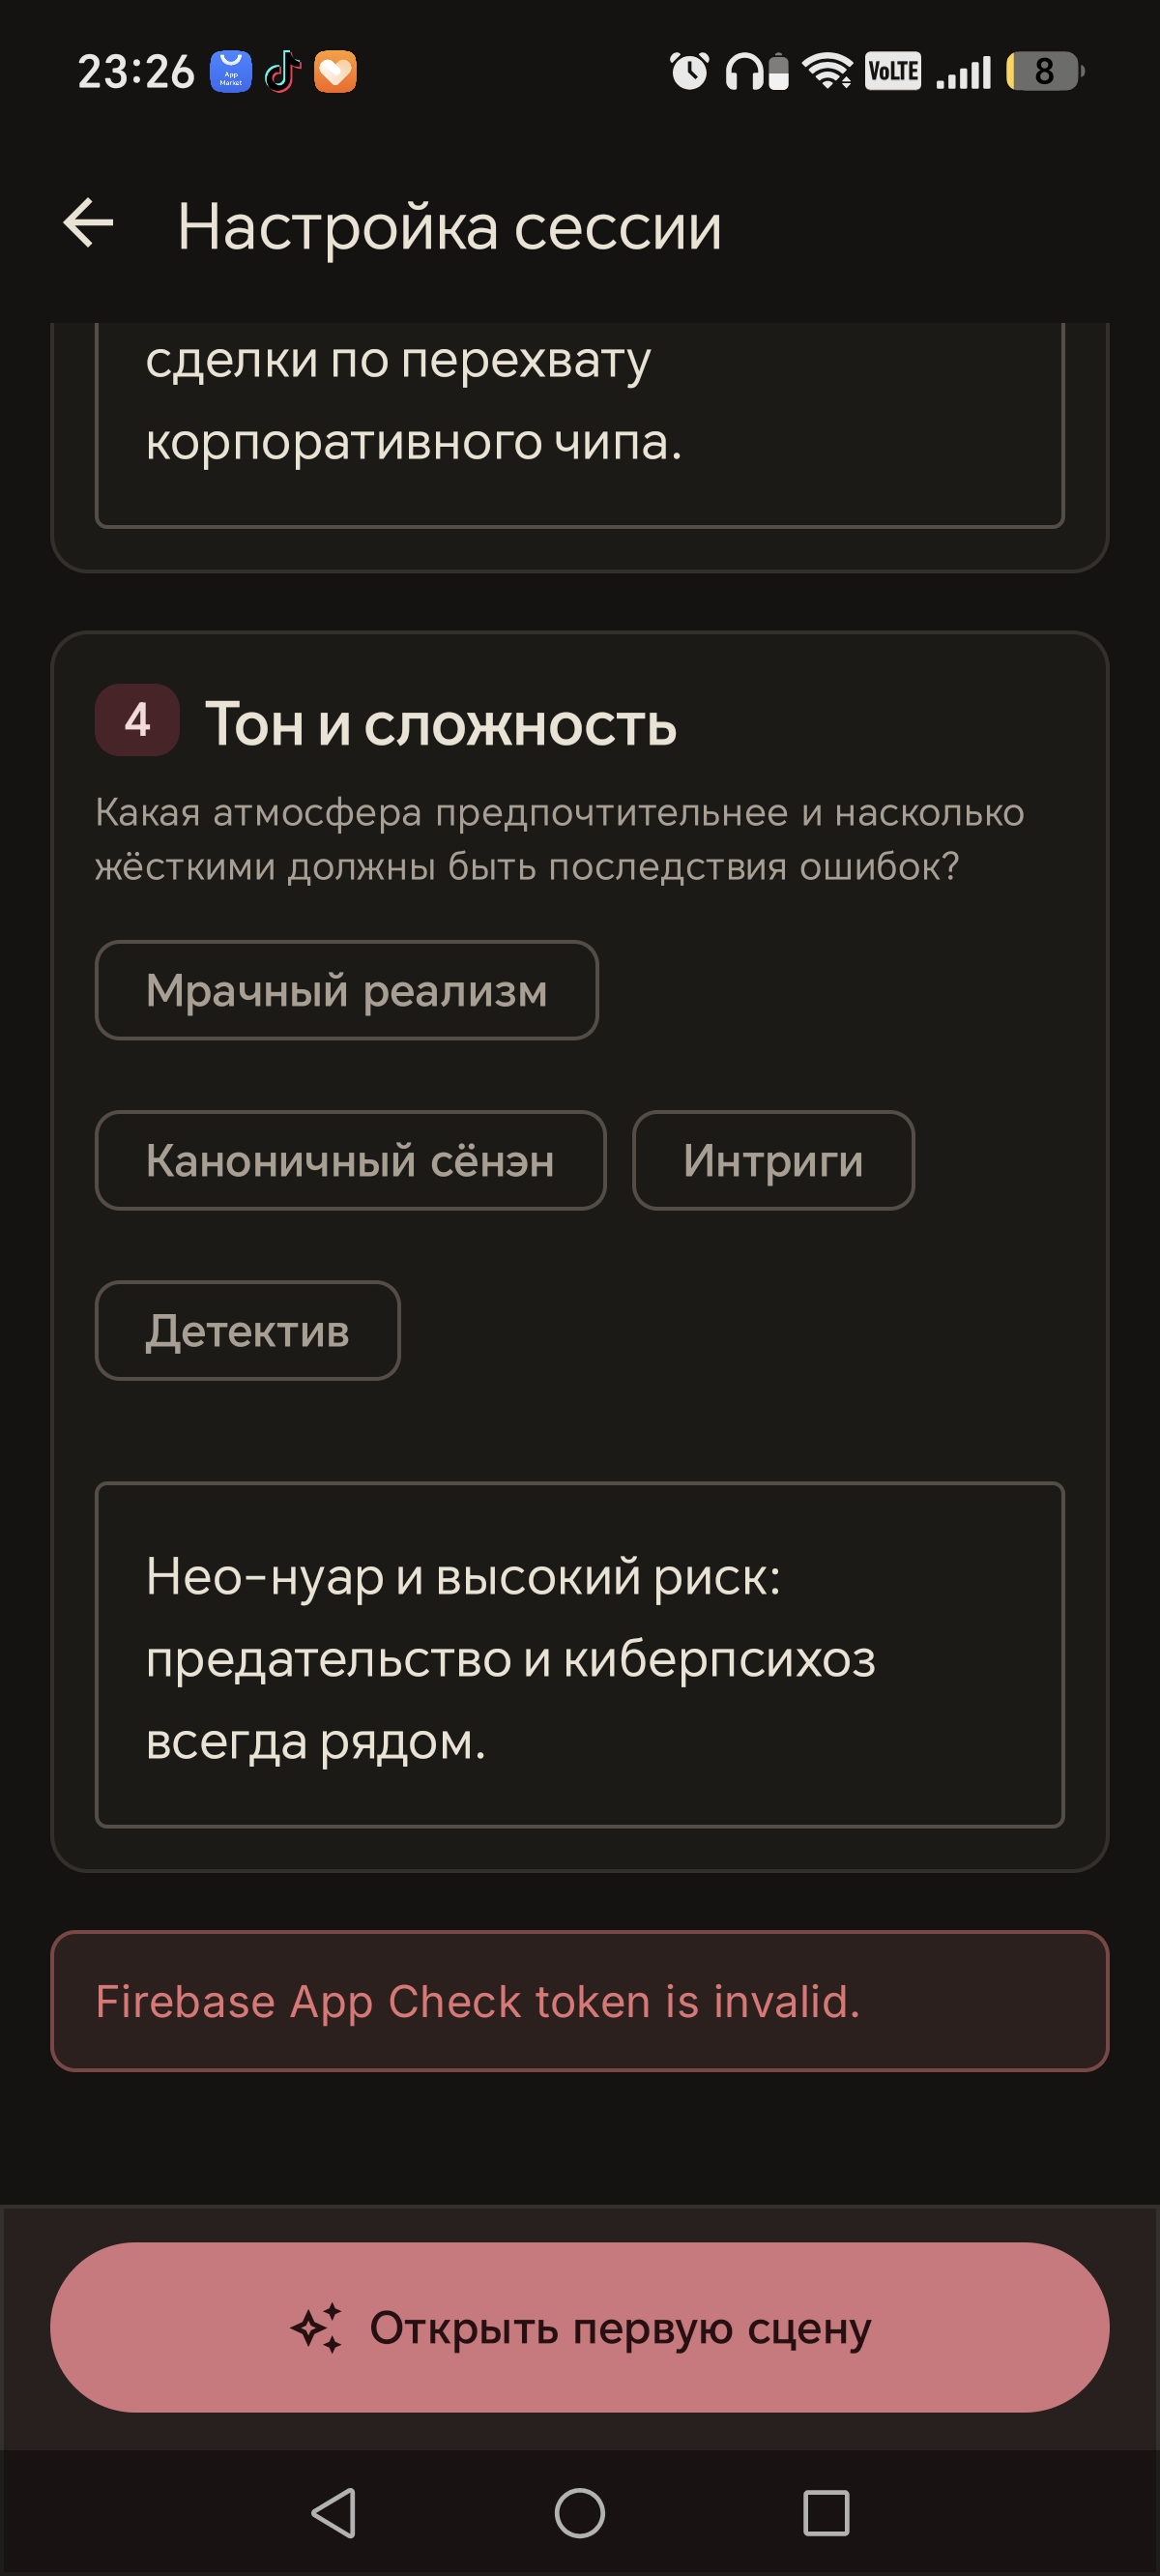 23:26
App
Market
VoLTE
8
Настройка сессии
сделки по перехвату
корпоративного чипа.
4 Тон и сложность
Какая атмосфера предпочтительнее и насколько
жёсткими должны быть последствия ошибок?
Мрачный реализм
Каноничный сёнэн
Интриги
Детектив
Нео-нуар и высокий риск:
предательство и киберпсихоз
всегда рядом.
Firebase App Check token is invalid.
Открыть первую сцену